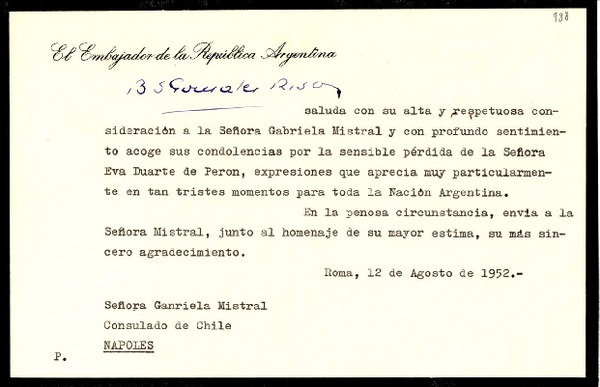 198
El Embajador de la República Argentina
B S Gonzalez Risos
saluda con su alta y respetuosa con-
sideración a la Señora Gabriela Mistral y con profundo sentimien-
to acoge sus condolencias por la sensible pérdida de la Señora
Eva Duarte de Peron, expresiones que aprecia muy particularmen-
te en tan tristes momentos para toda la Nación Argentina.
En la penosa circunstancia, envia a la
Señora Mistral, junto al homenaje de su mayor estima, su más sin-
cero agradecimiento.
Roma, 12 de Agosto de 1952.-
Señora Ganriela Mistral
Consulado de Chile
NAPOLES
P.